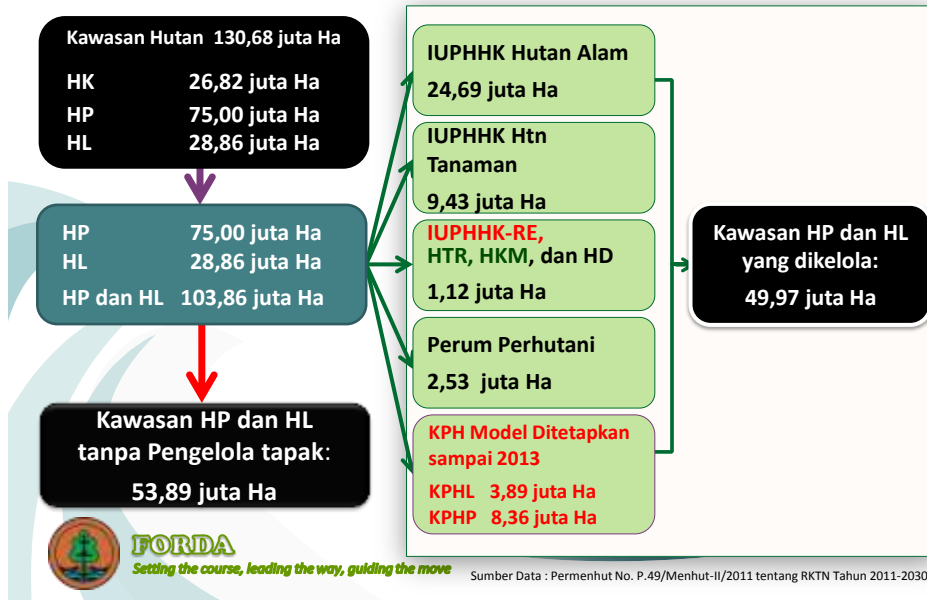 Kawasan Hutan 130,68 juta Ha
HK 26,82 juta Ha
HP 75,00 juta Ha
HL 28,86 juta Ha
HP 75,00 juta Ha
HL 28,86 juta Ha
HP dan HL 103,86 juta Ha
Kawasan HP dan HL
tanpa Pengelola tapak:
53,89 juta Ha
IUPHHK Hutan Alam
24,69 juta Ha
IUPHHK Htn
Tanaman
9,43 juta Ha
IUPHHK-RE,
HTR, HKM, dan HD
1,12 juta Ha
Perum Perhutani
2,53 juta Ha
KPH Model Ditetapkan
sampai 2013
KPHL 3,89 juta Ha
KPHP 8,36 juta Ha
Kawasan HP dan HL
yang dikelola:
49,97 juta Ha
FORDA
Setting the course, leading the way, guiding the move
Sumber Data : Permenhut No. P.49/Menhut-II/2011 tentang RKTN Tahun 2011-2030